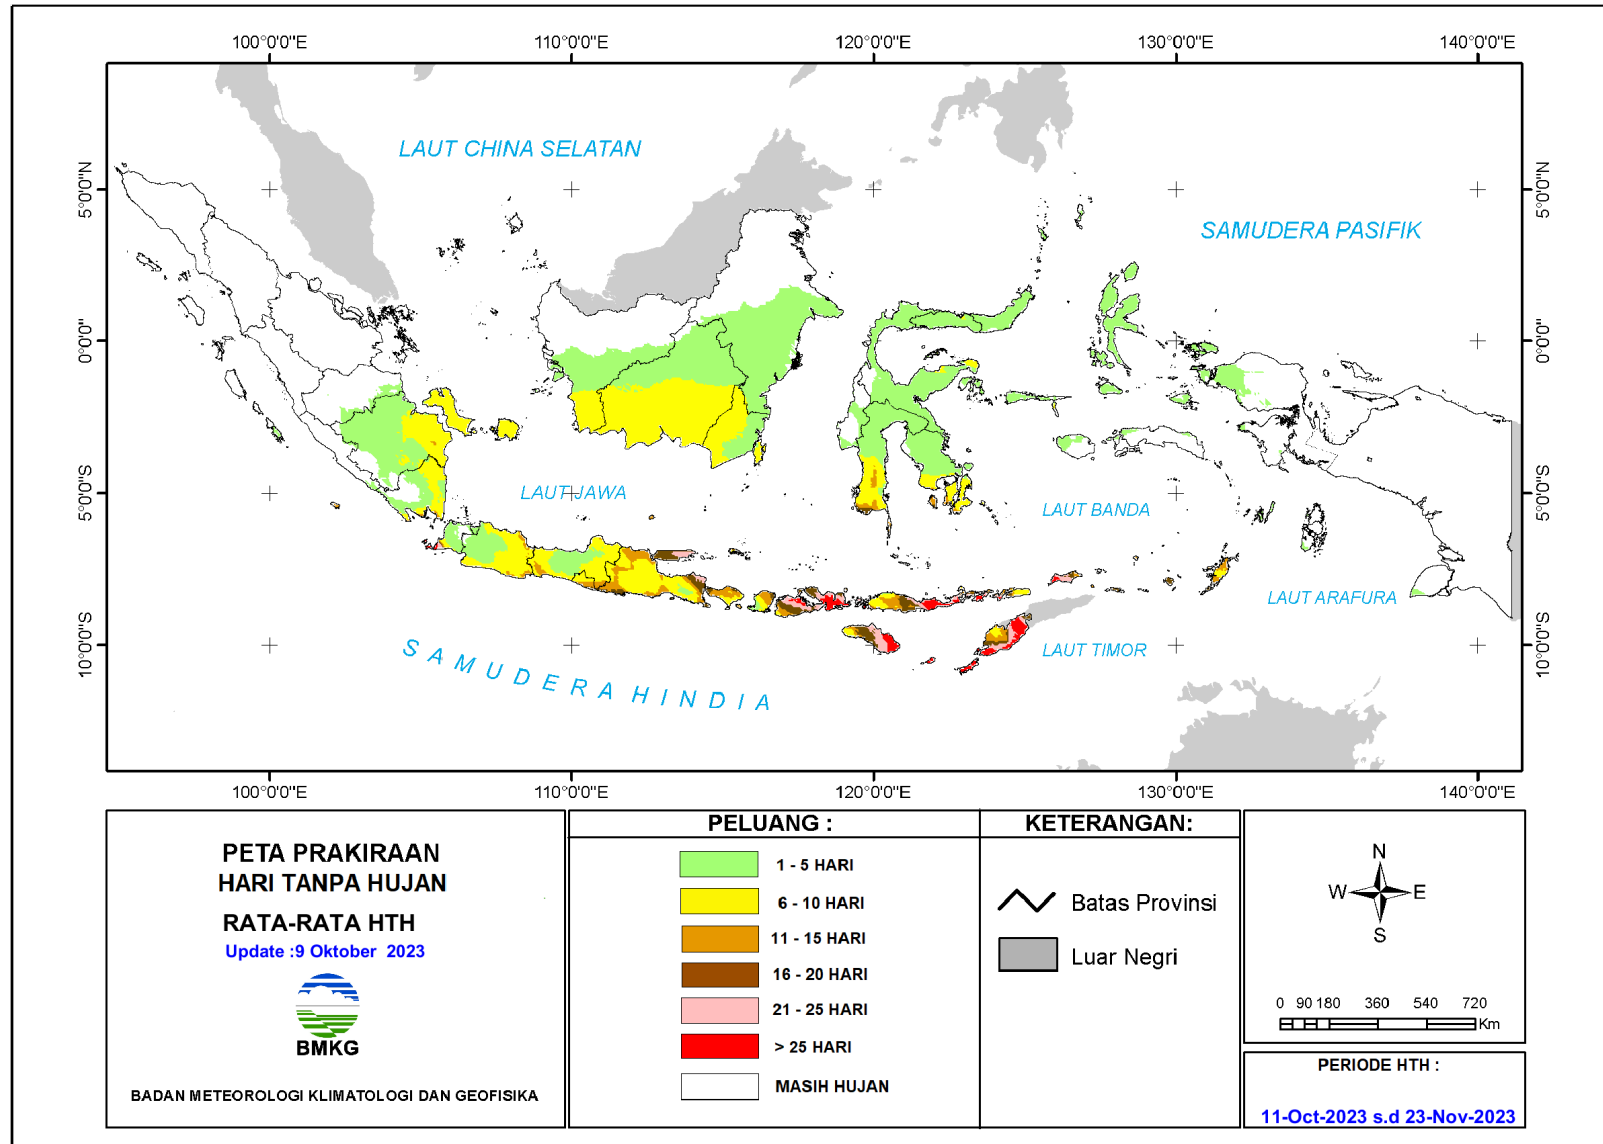 100°0'0"E 110°0'0"E 120°0'0"E 130°0'0"E 140°0'0"E
LAUT CHINA SELATAN
5°0'0"N 5°0'0"N
SAMUDERA PASIFIK
0°0'0" 0°0'0"
LAUT JAWA
5°0'0"S 5°0'0"S
LAUT BANDA
LAUT ARAFURA
10°0'0"S 10°0'0"S
LAUT TIMOR
SAMUDERA HINDIA
100°0'0"E 110°0'0"E 120°0'0"E 130°0'0"E 140°0'0"E
PETA PRAKIRAAN
HARI TANPA HUJAN
RATA-RATA HTH
Update :9 Oktober 2023
BMKG
BADAN METEOROLOGI KLIMATOLOGI DAN GEOFISIKA
PELUANG :
1 - 5 HARI
6 - 10 HARI
11 - 15 HARI
16 - 20 HARI
21 - 25 HARI
> 25 HARI
MASIH HUJAN
KETERANGAN:
Batas Provinsi
Luar Negri
N
W E
S
0 90 180 360 540 720
Km
PERIODE HTH :
11-Oct-2023 s.d 23-Nov-2023